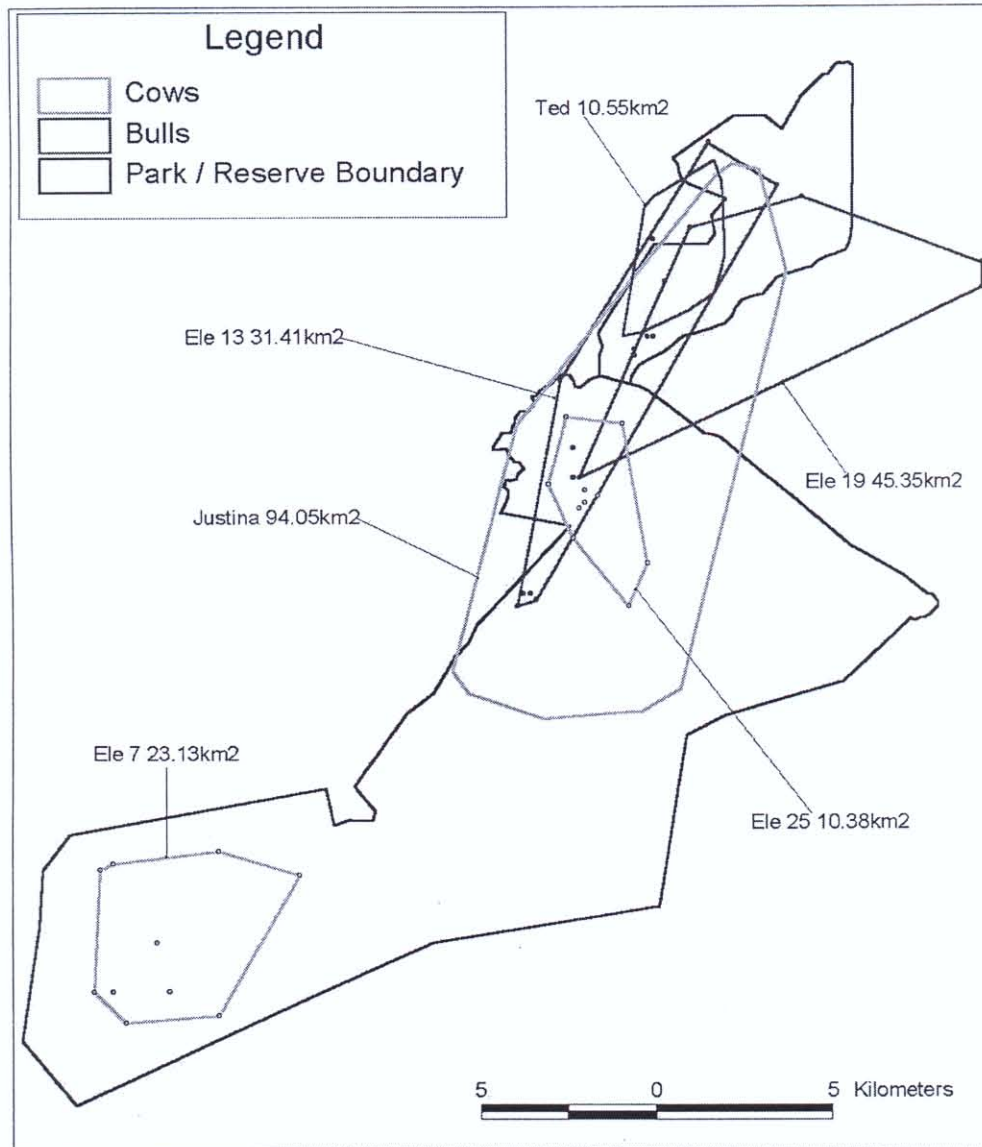 Legend
Cows
Bulls
Park / Reserve Boundary
Ted 10.55km2
Ele 13 31.41km2
Ele 19 45.35km2
Justina 94.05km2
Ele 7 23.13km2
Ele 25 10.38km2
5 0 5 Kilometers